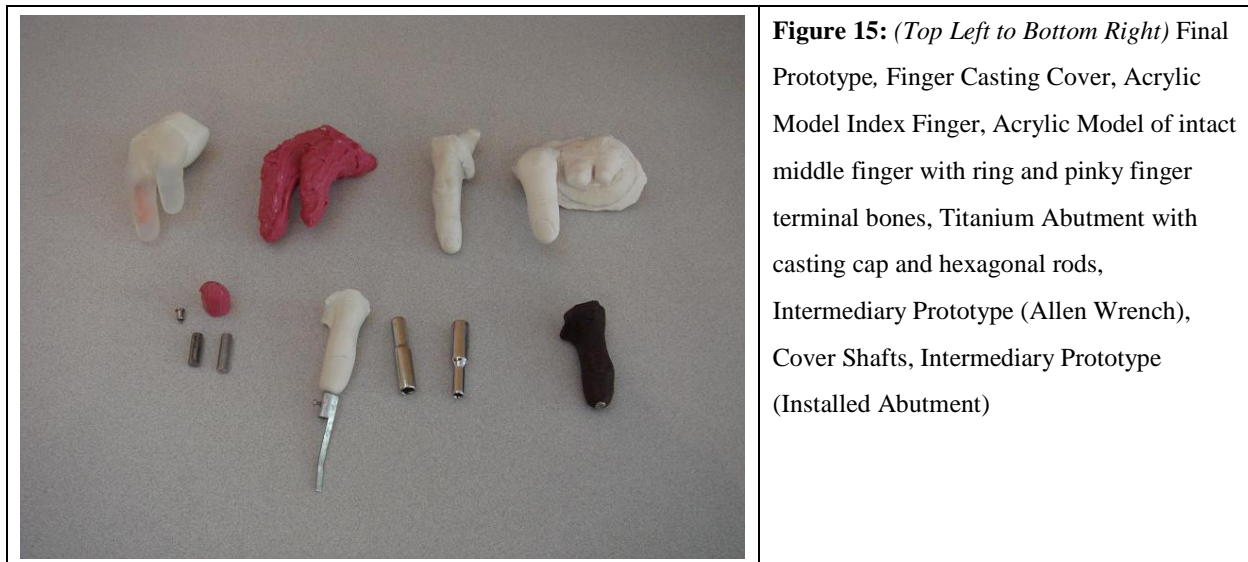 Figure 15: (Top Left to Bottom Right) Final
Prototype, Finger Casting Cover, Acrylic
Model Index Finger, Acrylic Model of intact
middle finger with ring and pinky finger
terminal bones, Titanium Abutment with
casting cap and hexagonal rods,
Intermediary Prototype (Allen Wrench),
Cover Shafts, Intermediary Prototype
(Installed Abutment)